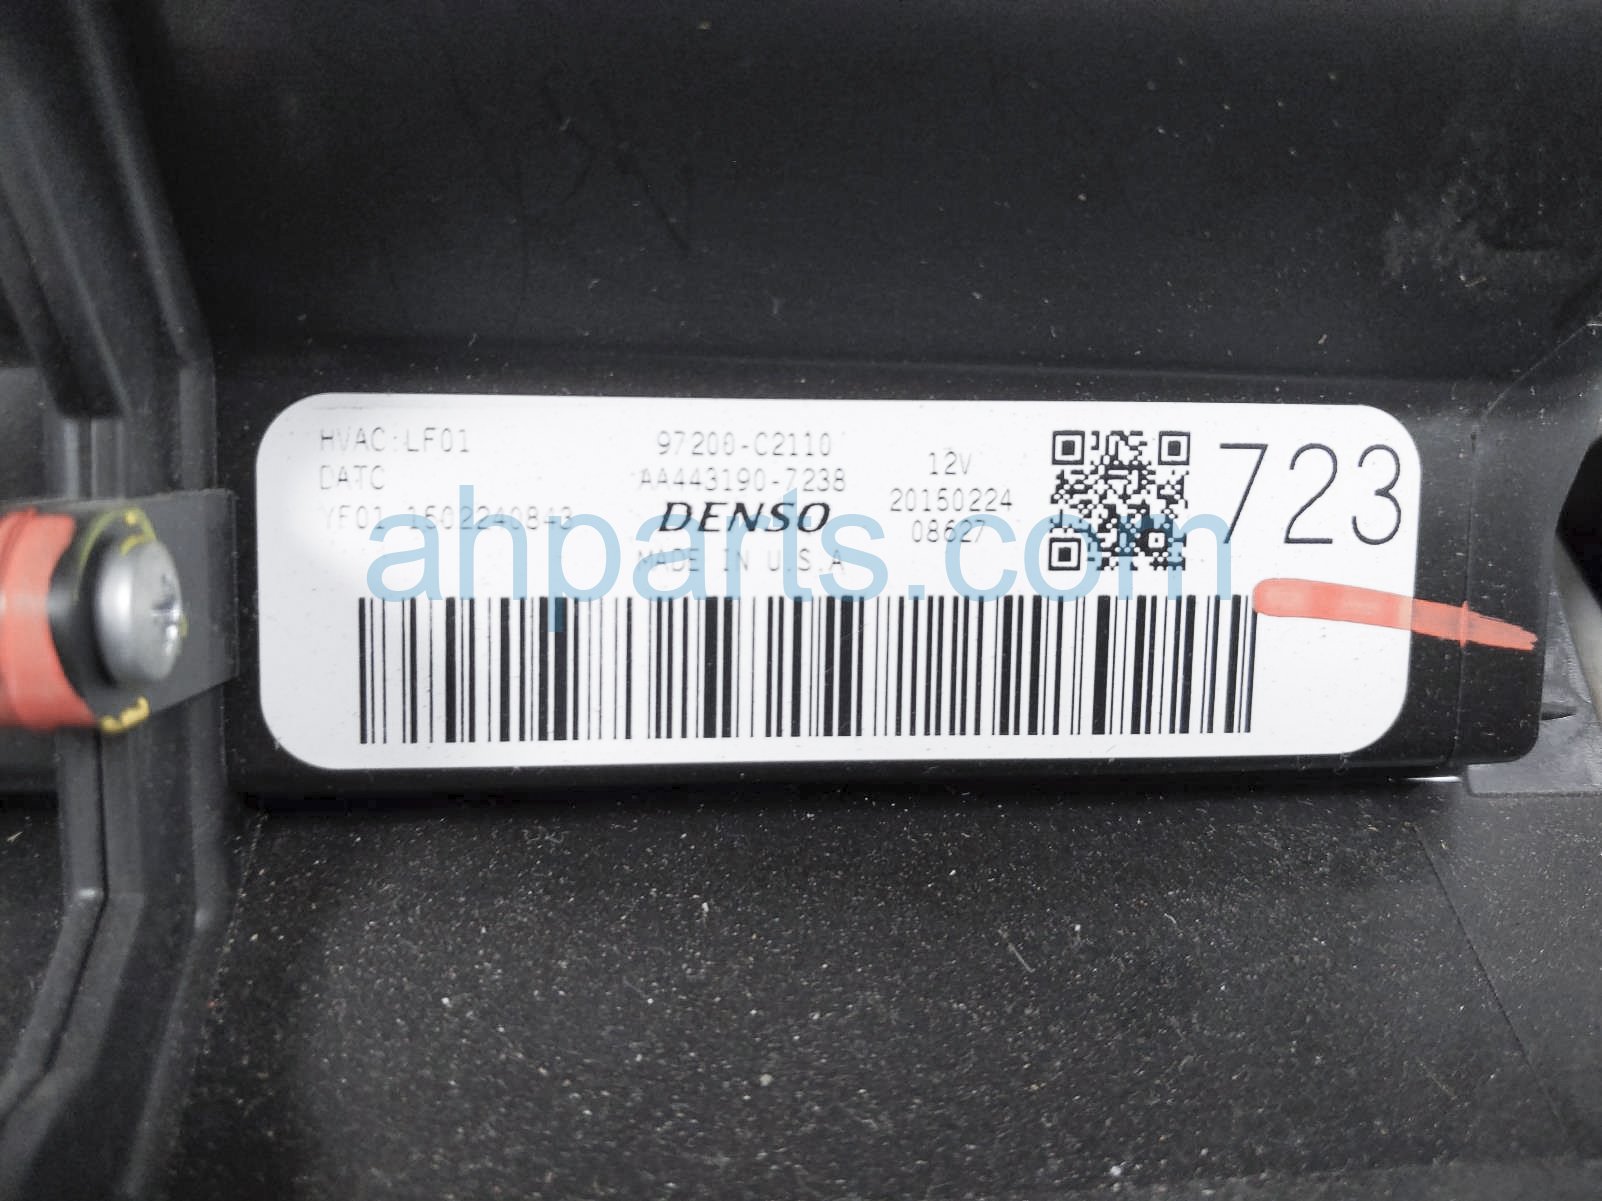 HVAC:LF01
DATC
YF01 1502240843
97200-C2110
AA443190-7238
DENSO
MADE IN U.S.A
12V
20150224
08627
723
ahparts.com